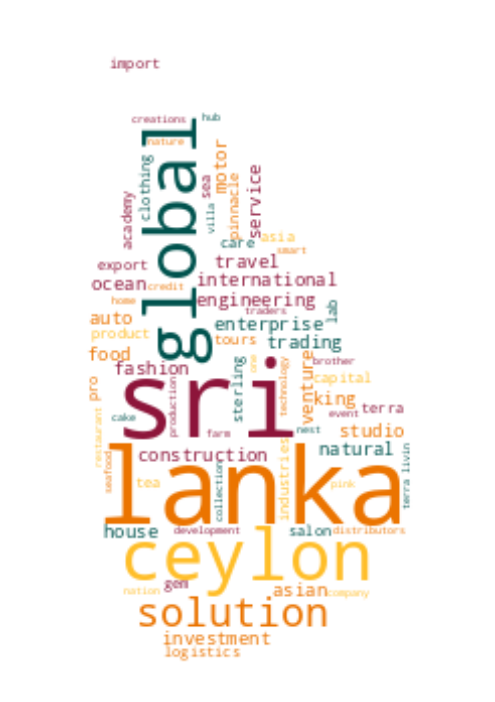 import
creations
hub
nature
global
clothing
motor
sea
pinnacle
service
academy
villa
care
asia
smart
export
travel
ocean
credit
international
home
engineering
traders
auto
enterprise
lab
product
tours
trading
food
fashion
sterling
one
technology
venture
brother
capital
pro
sri
production
king
event
terra
cake
restaurant
farm
nest
studio
construction
natural
lanka
seafood
tea
collection
industries
pink
terra livin
house
development
salon
distributors
ceylon
nation
gem
asian
company
solution
investment
logistics